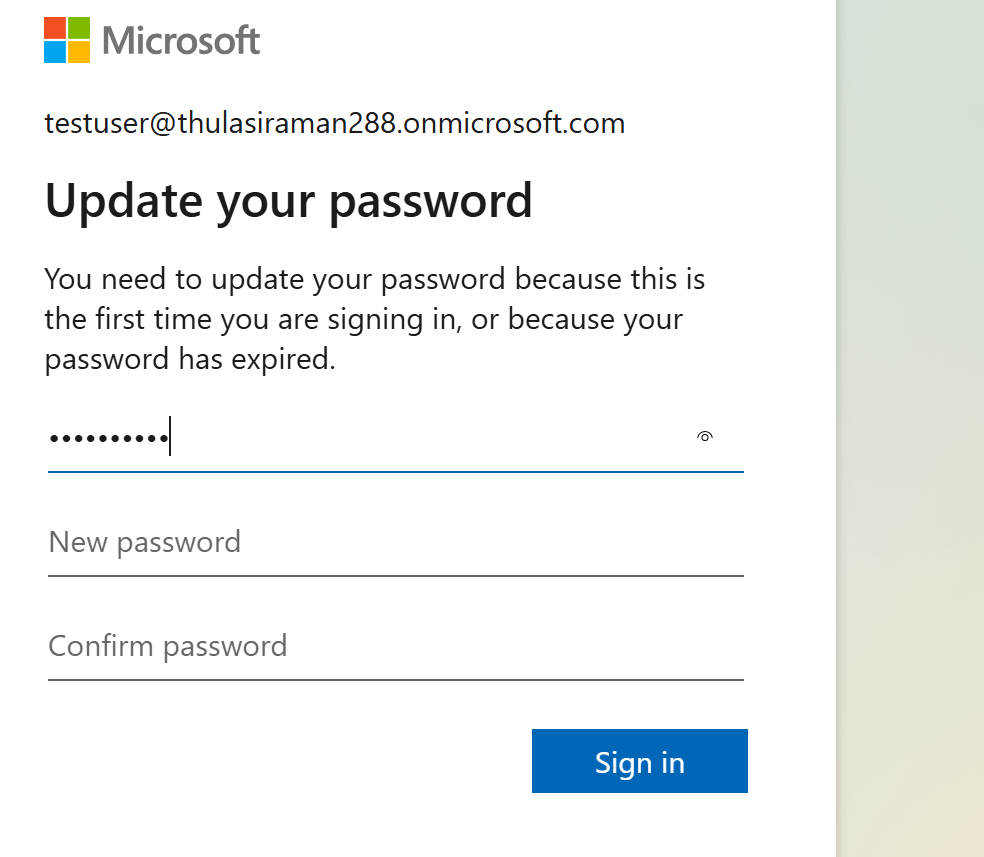 Microsoft
testuser@thulasiraman288.onmicrosoft.com
Update your password
You need to update your password because this is
the first time you are signing in, or because your
password has expired.
••••••••••
New password
Confirm password
Sign in